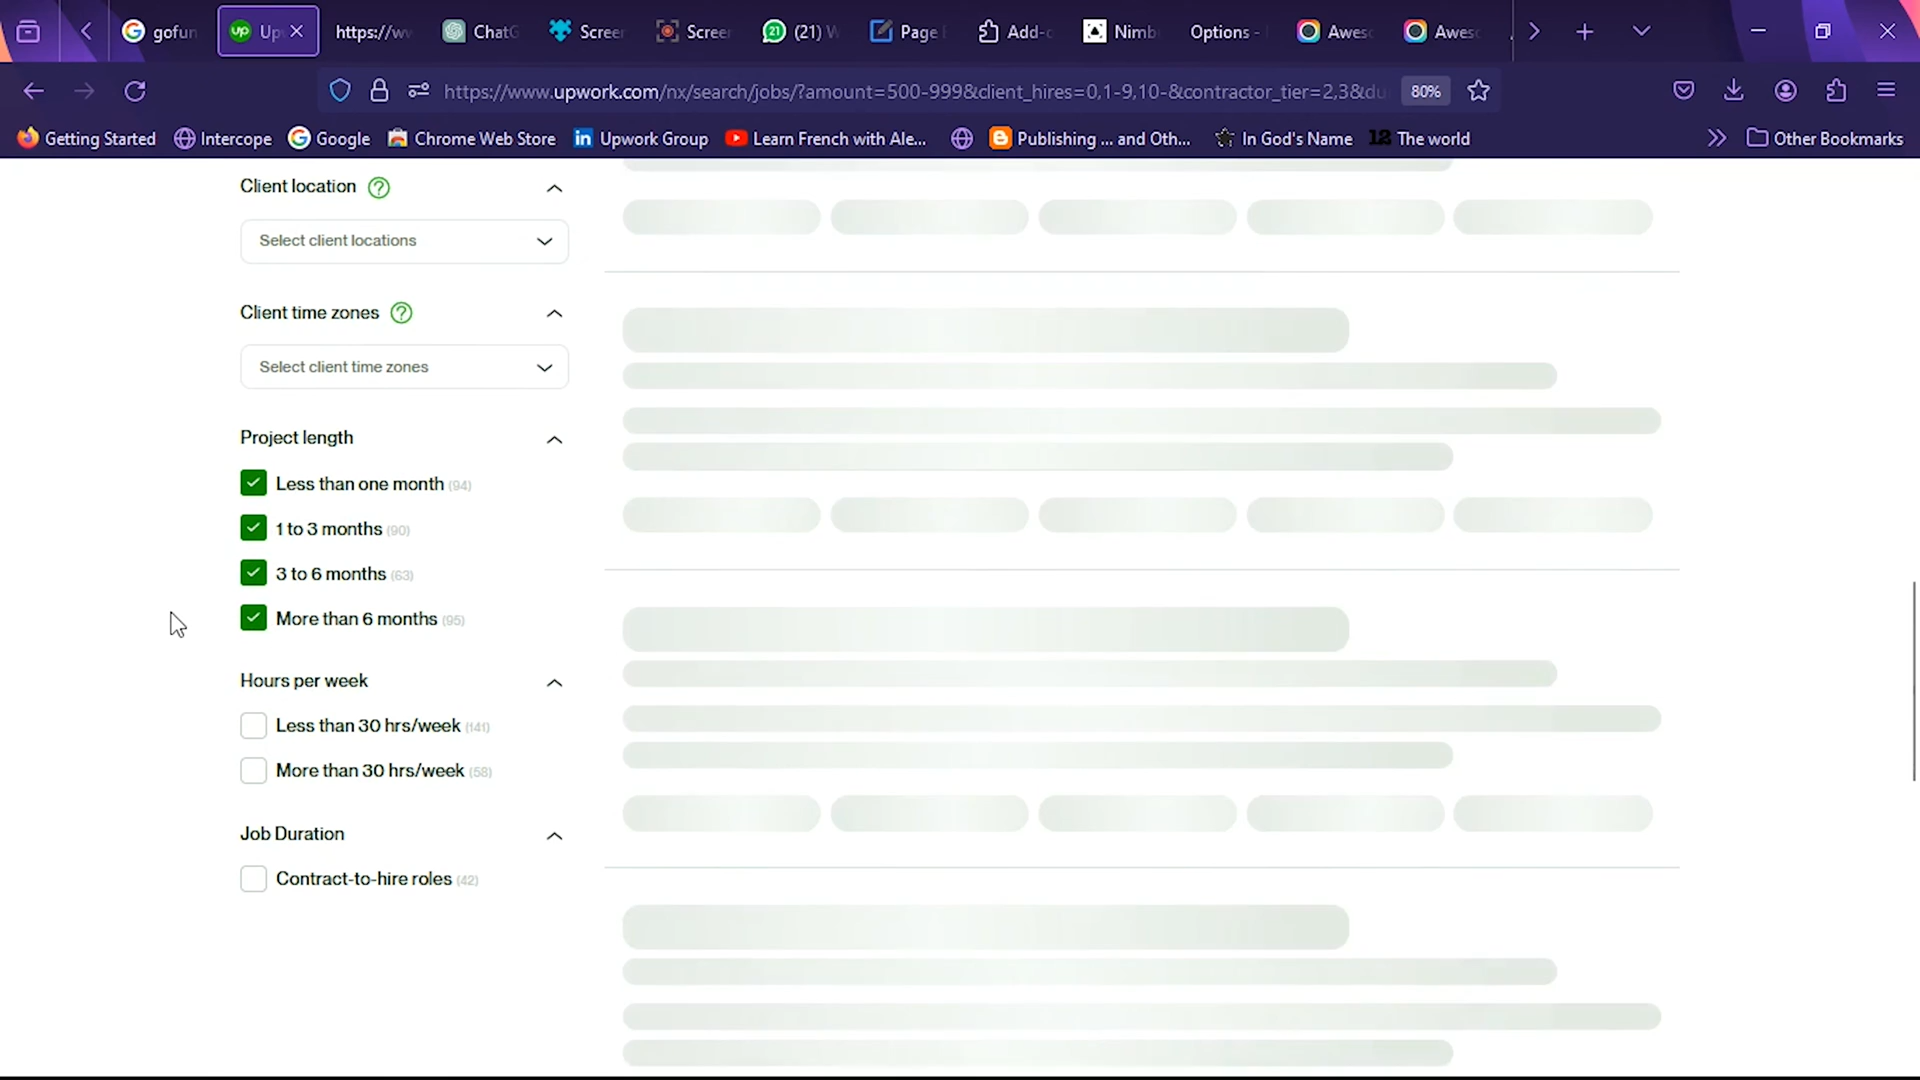 gofun
Up
https://ww
ChatG
Scree
Screer
(21) W
Page
Add-o
Nimb
Options -
Awes
Awes
https://www.upwork.com/nx/search/jobs/?amount=500-999&client_hires=0,1-9,10-&contractor_tier=2,3&du
80%
Getting Started
Intercope
Google
Chrome Web Store
Upwork Group
Learn French with Ale...
Publishing ... and Oth...
In God's Name
12 The world
Other Bookmarks
Client location
Select client locations
Client time zones
Select client time zones
Project length
Less than one month (94)
1 to 3 months (90)
3 to 6 months (63)
More than 6 months (95)
Hours per week
Less than 30 hrs/week (141)
More than 30 hrs/week (58)
Job Duration
Contract-to-hire roles (42)